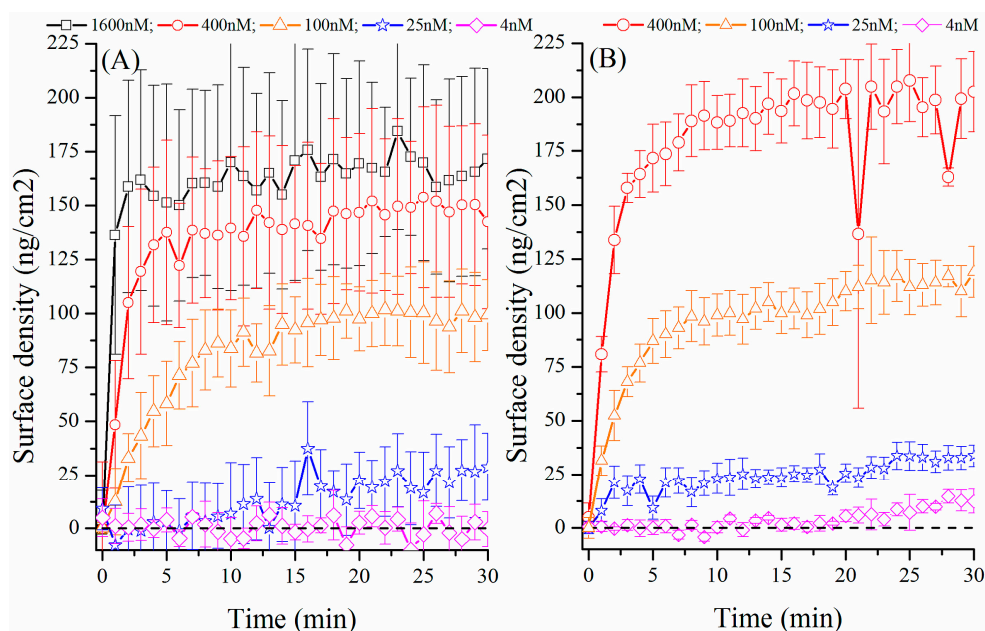 1600nM; 400nM; 100nM; 25nM; 4nM
(A)
Surface density (ng/cm2)
225
200
175
150
125
100
75
50
25
0
0 5 10 15 20 25 30
Time (min)
400nM; 100nM; 25nM; 4nM
(B)
Surface density (ng/cm2)
225
200
175
150
125
100
75
50
25
0
0 5 10 15 20 25 30
Time (min)